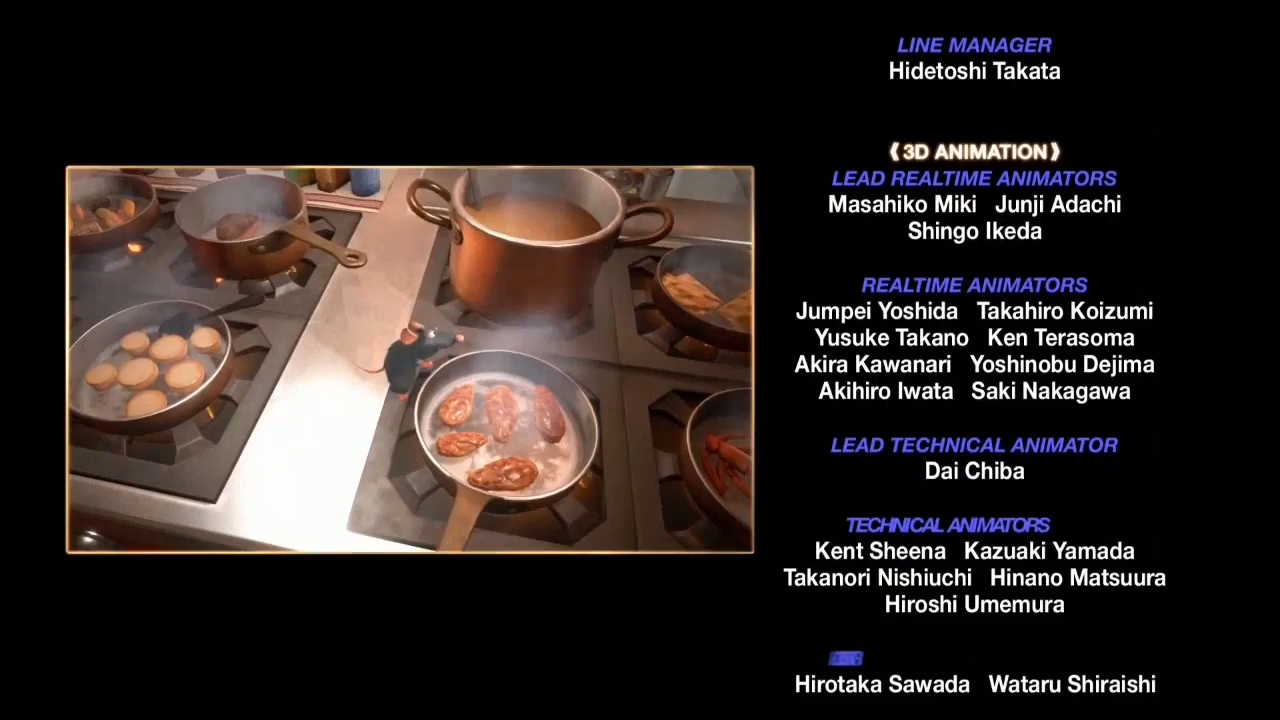 LINE MANAGER
Hidetoshi Takata
《3D ANIMATION》
LEAD REALTIME ANIMATORS
Masahiko Miki Junji Adachi
Shingo Ikeda
REALTIME ANIMATORS
Jumpei Yoshida Takahiro Koizumi
Yusuke Takano Ken Terasoma
Akira Kawanari Yoshinobu Dejima
Akihiro Iwata Saki Nakagawa
LEAD TECHNICAL ANIMATOR
Dai Chiba
TECHNICAL ANIMATORS
Kent Sheena Kazuaki Yamada
Takanori Nishiuchi Hinano Matsuura
Hiroshi Umemura
Hirotaka Sawada Wataru Shiraishi